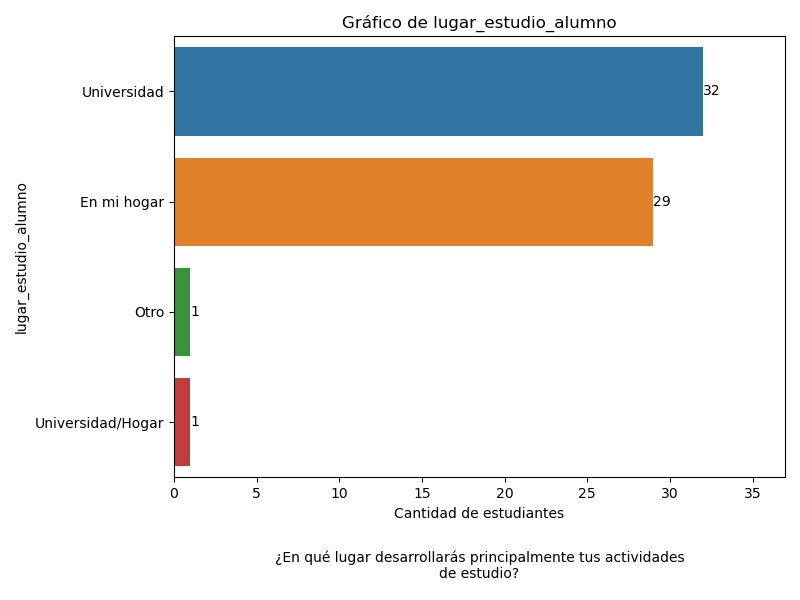 Gráfico de lugar_estudio_alumno
lugar_estudio_alumno
Universidad
32
En mi hogar
29
Otro
1
Universidad/Hogar
1
0 5 10 15 20 25 30 35
Cantidad de estudiantes
¿En qué lugar desarrollarás principalmente tus actividades
de estudio?